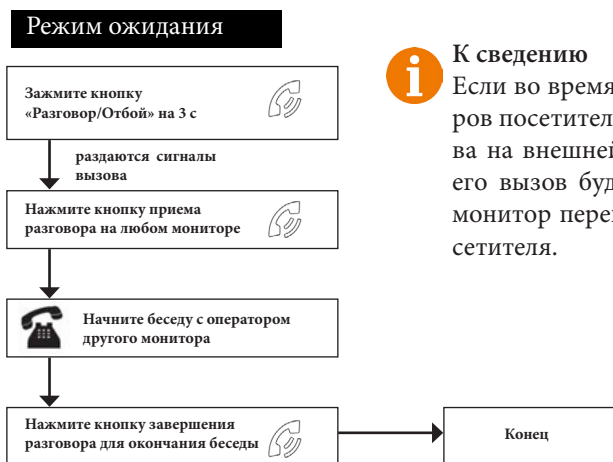 Режим ожидания
Зажмите кнопку
«Разговор/Отбой» на 3 с
раздаются сигналы
вызова
Нажмите кнопку приема
разговора на любом мониторе
Начните беседу с оператором
другого монитора
Нажмите кнопку завершения
разговора для окончания беседы
Конец
К сведению
Если во время
ров посетител
ва на внешней
его вызов буд
монитор пере
сетителя.